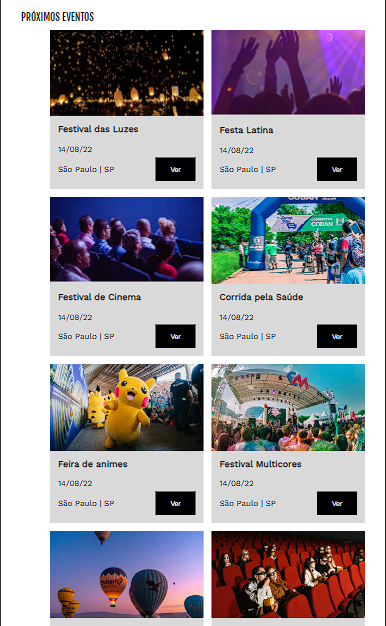 PRÓXIMOS EVENTOS
Festival das Luzes
14/08/22
São Paulo | SP
Ver
Festa Latina
14/08/22
São Paulo | SP
Ver
COBAN
COBAN
Festival de Cinema
14/08/22
São Paulo | SP
Ver
Corrida pela Saúde
14/08/22
São Paulo | SP
Ver
Feira de animes
14/08/22
São Paulo | SP
Ver
Festival Multicores
14/08/22
São Paulo | SP
Ver